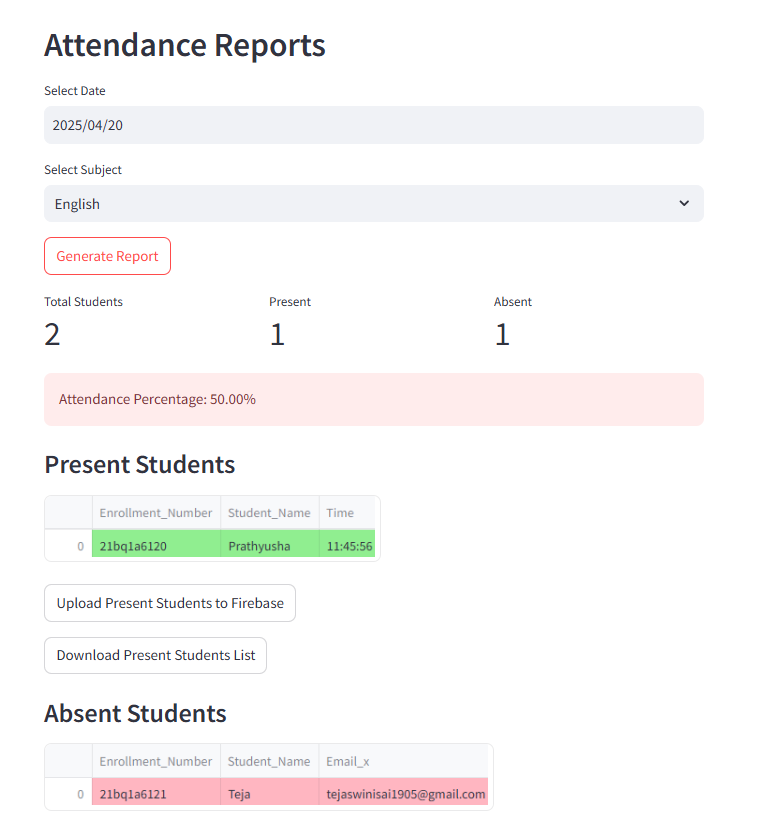 Attendance Reports
Select Date
2025/04/20
Select Subject
English
Generate Report
Total Students Present Absent
2 1 1
Attendance Percentage: 50.00%
Present Students
Enrollment_Number Student_Name Time
0 21bq1a6120 Prathyusha 11:45:56
Upload Present Students to Firebase
Download Present Students List
Absent Students
Enrollment_Number Student_Name Email_x
0 21bq1a6121 Teja tejaswinisai1905@gmail.com